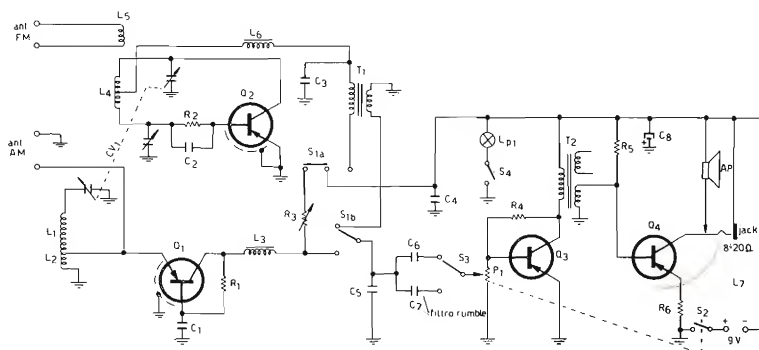 ant
FM
L5
L6
C3
T1
L4
Q2
R2
C2
CV1
ant
AM
L1
L2
Q1
L3
R1
C1
S1a
R3
S1b
C4
C5
C6
C7
filtro rumble
S3
P1
Lp1
S4
R4
T2
Q3
R5
C8
+
AP
Q4
jack
8÷20Ω
L7
R6
S2
+
-
9V